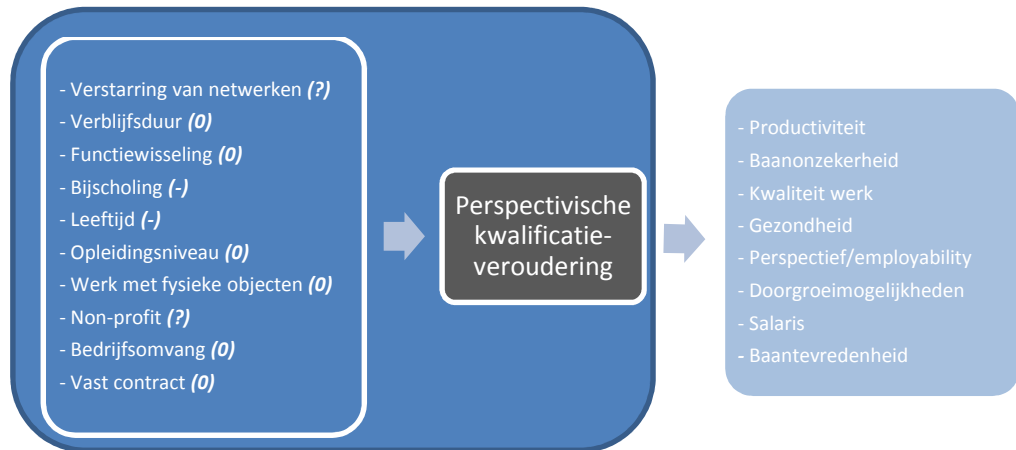 - Verstarring van netwerken (?)
- Verblijfsduur (0)
- Functiewisseling (0)
- Bijscholing (-)
- Leeftijd (-)
- Opleidingsniveau (0)
- Werk met fysieke objecten (0)
- Non-profit (?)
- Bedrijfsomvang (0)
- Vast contract (0)
Perspectivische
kwalificatie-
veroudering
- Productiviteit
- Baanonzekerheid
- Kwaliteit werk
- Gezondheid
- Perspectief/employability
- Doorgroeimogelijkheden
- Salaris
- Baantevredenheid